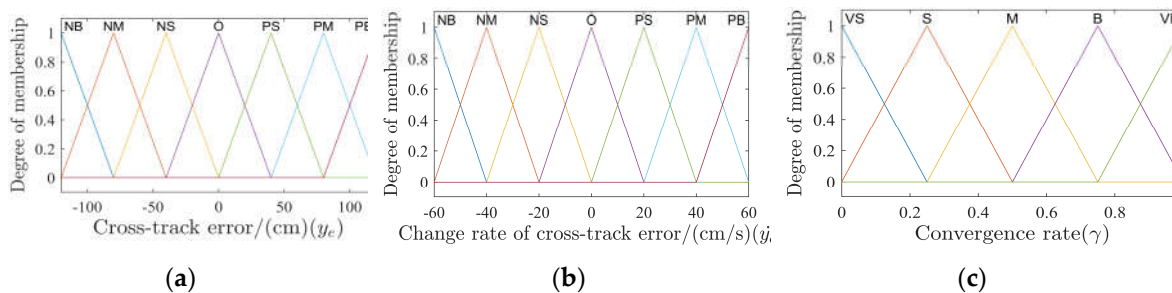 NB NM NS O PS PM PB
Degree of membership
1
0.8
0.6
0.4
0.2
0
-100 -50 0 50 100
Cross-track error/(cm)(y_e)
(a)
NB NM NS O PS PM PB
Degree of membership
1
0.8
0.6
0.4
0.2
0
-60 -40 -20 0 20 40 60
Change rate of cross-track error/(cm/s)(y
(b)
VS S M B V
Degree of membership
1
0.8
0.6
0.4
0.2
0
0 0.2 0.4 0.6 0.8
Convergence rate(γ)
(c)